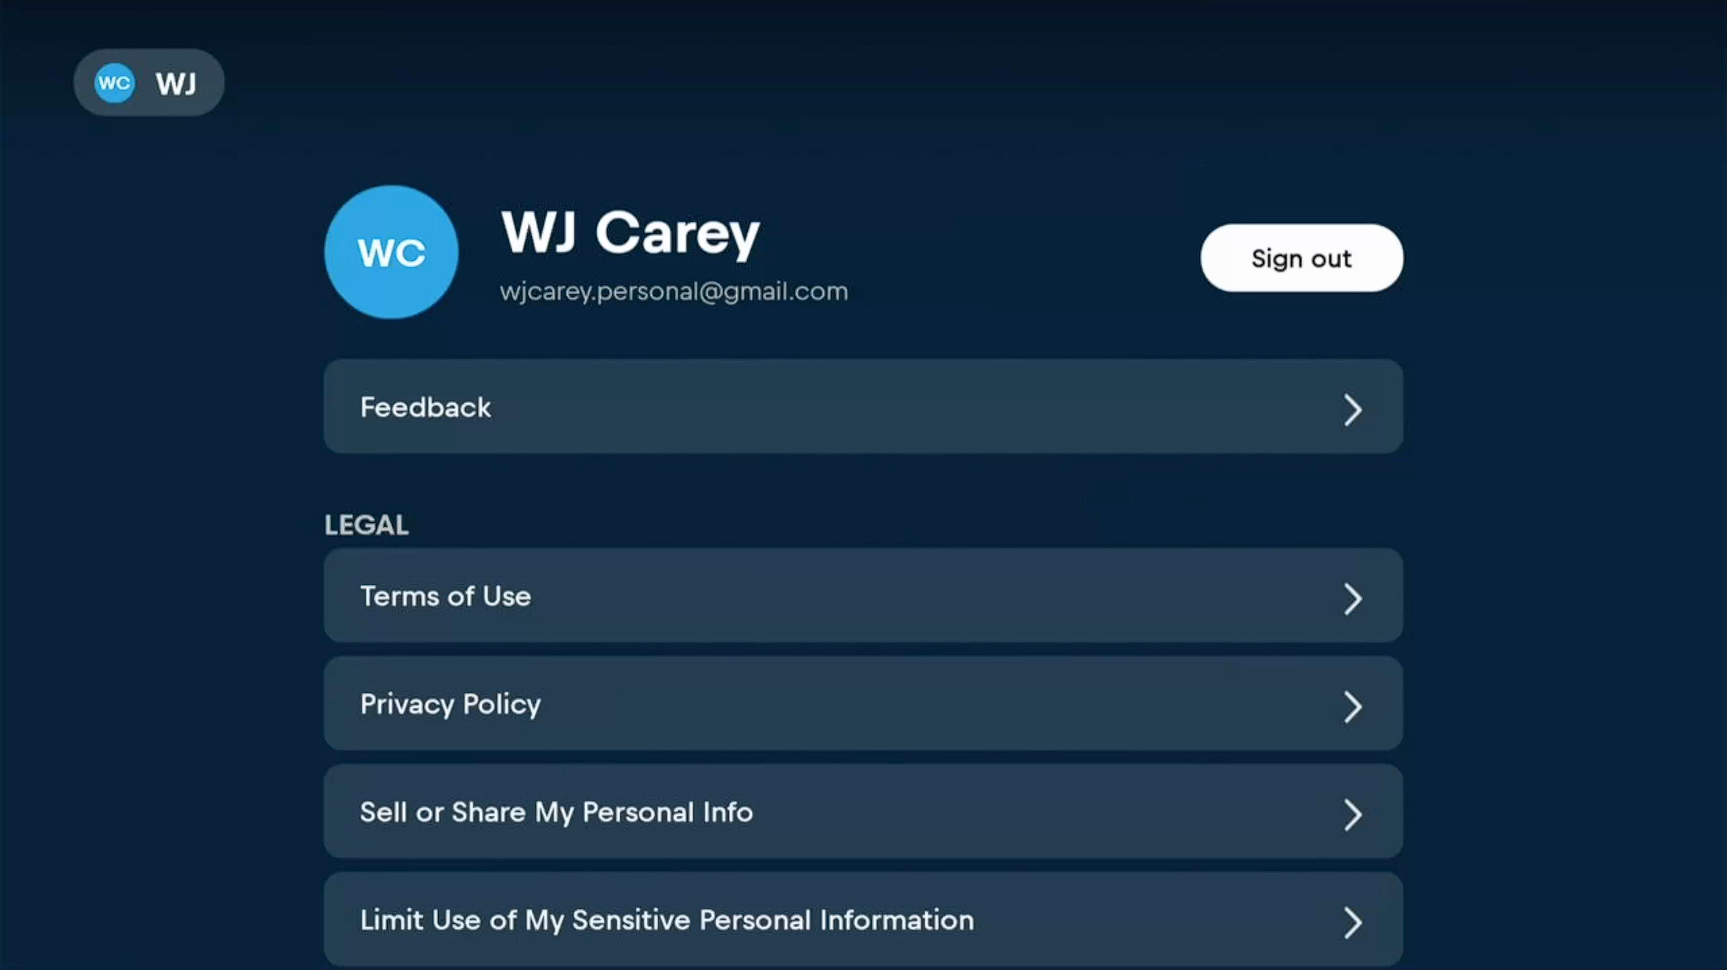 WC WJ
WC
WJ Carey
wjcarey.personal@gmail.com
Sign out
Feedback
LEGAL
Terms of Use
Privacy Policy
Sell or Share My Personal Info
Limit Use of My Sensitive Personal Information